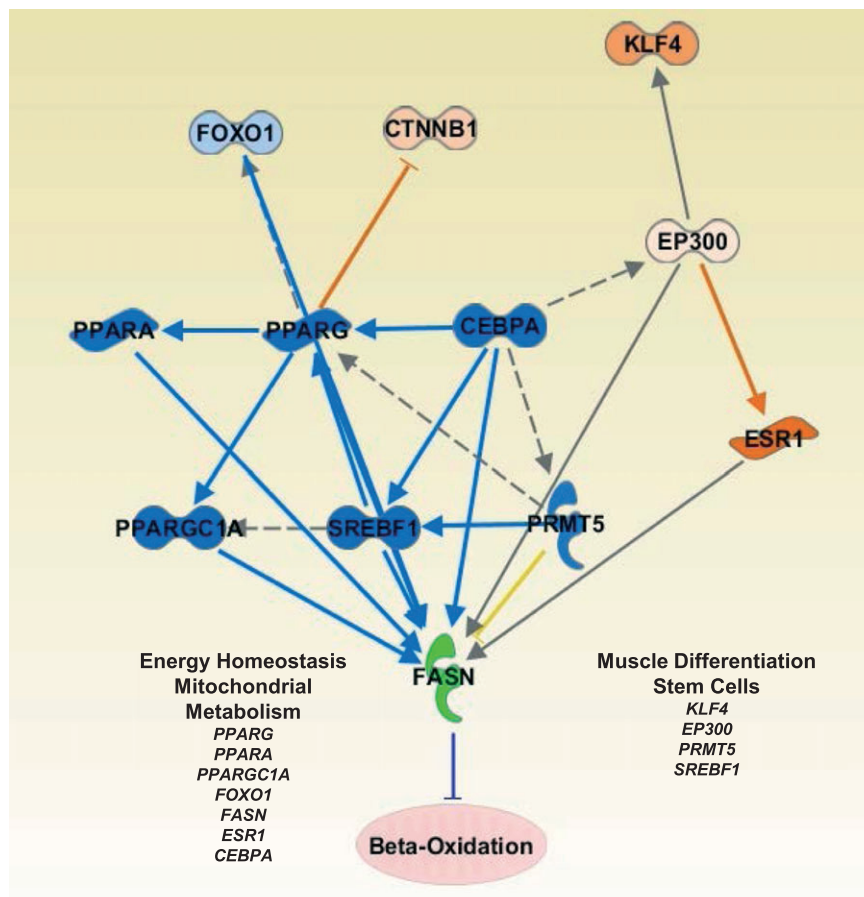 KLF4
FOXO1
CTNNB1
EP300
PPARA
PPARG
CEBPA
ESR1
PPARGC1A
SREBF1
PRMT5
FASN
Energy Homeostasis
Mitochondrial
Metabolism
PPARG
PPARA
PPARGC1A
FOXO1
FASN
ESR1
CEBPA
Muscle Differentiation
Stem Cells
KLF4
EP300
PRMT5
SREBF1
Beta-Oxidation